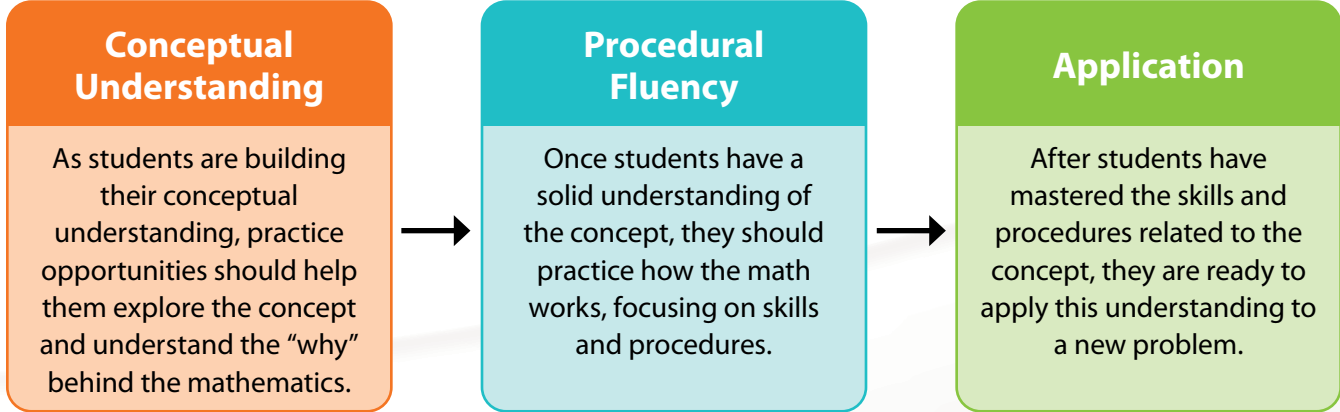 Conceptual
Understanding
As students are building
their conceptual
understanding, practice
opportunities should help
them explore the concept
and understand the “why”
behind the mathematics.
Procedural
Fluency
Once students have a
solid understanding of
the concept, they should
practice how the math
works, focusing on skills
and procedures.
Application
After students have
mastered the skills and
procedures related to the
concept, they are ready to
apply this understanding to
a new problem.